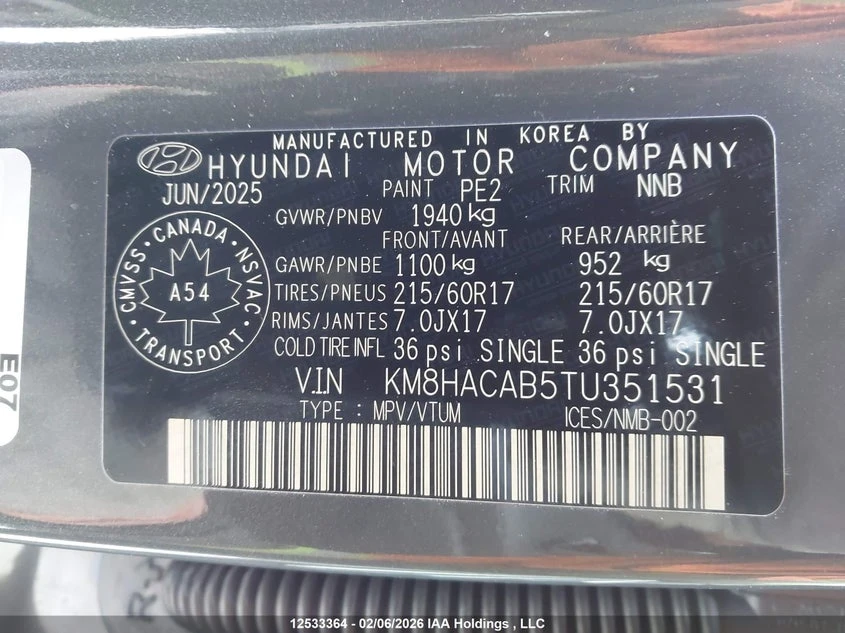 MANUFACTURED IN KOREA BY
HYUNDAI MOTOR COMPANY
JUN/2025 PAINT PE2 TRIM NNB
GVWR/PNBV 1940 kg
FRONT/AVANT REAR/ARRIÈRE
GAWR/PNBE 1100 kg 952 kg
TIRES/PNEUS 215/60R17 215/60R17
RIMS/JANTES 7.0JX17 7.0JX17
COLD TIRE INFL 36 psi SINGLE 36 psi SINGLE
V.I.N KM8HACAB5TU351531
TYPE : MPV/VTUM ICES/NMB-002
CMVSS · CANADA · NSVAC · TRANSPORT
A54
E07
12533364 - 02/06/2026 IAA Holdings , LLC